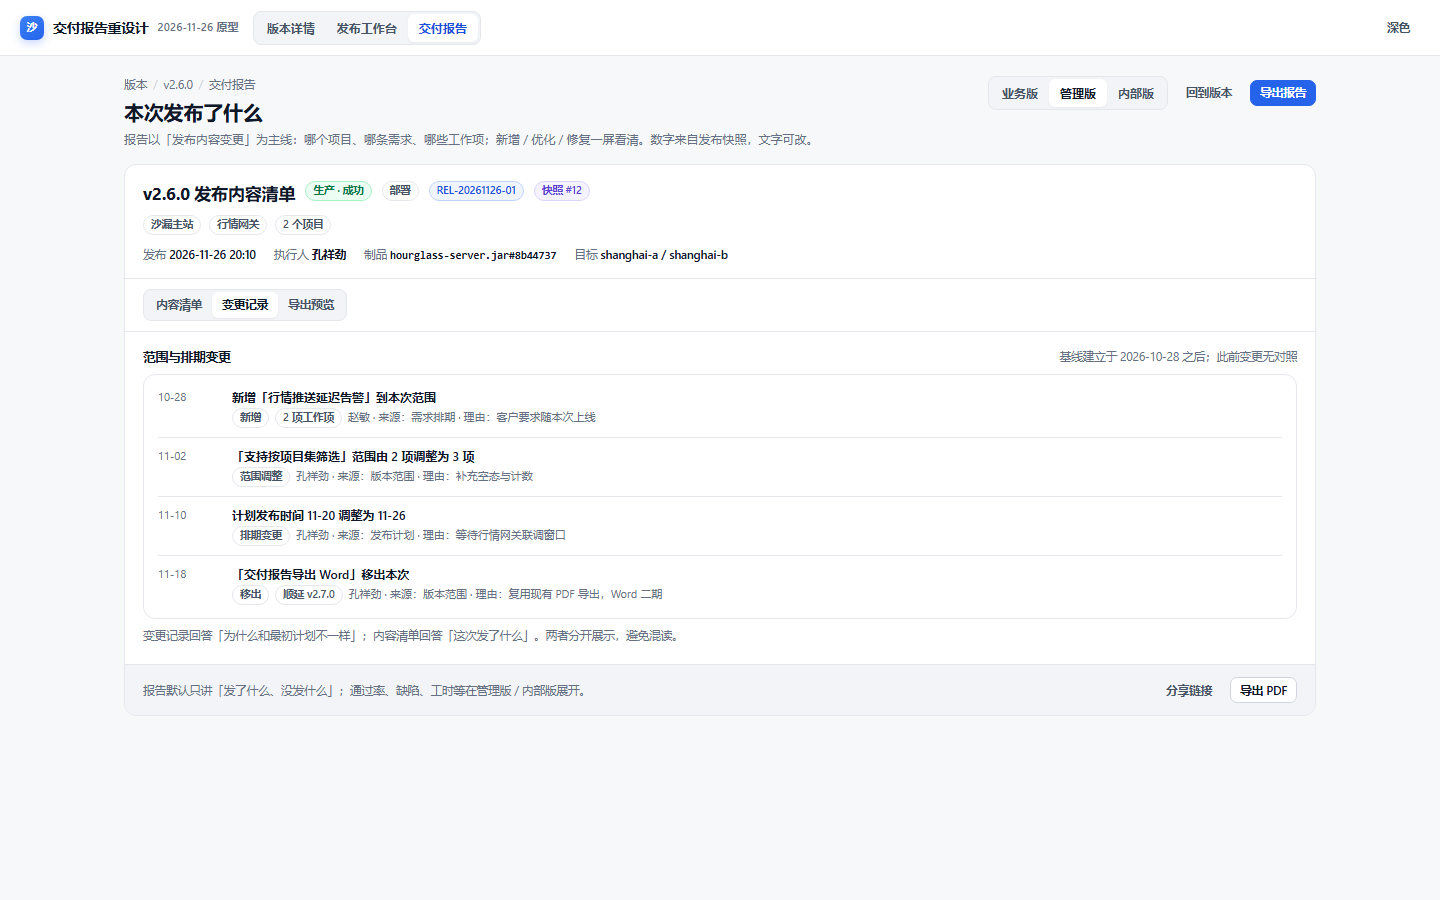 沙 交付报告重设计 2026-11-26 原型 版本详情 发布工作台 交付报告 深色
版本 / v2.6.0 / 交付报告
本次发布了什么
报告以「发布内容变更」为主线：哪个项目、哪条需求、哪些工作项；新增 / 优化 / 修复一屏看清。数字来自发布快照，文字可改。
业务版 管理版 内部版 回到版本 导出报告
v2.6.0 发布内容清单 生产 · 成功 部署 REL-20261126-01 快照 #12
沙漏主站 行情网关 2 个项目
发布 2026-11-26 20:10 执行人 孔祥劲 制品 hourglass-server.jar#8b44737 目标 shanghai-a / shanghai-b
内容清单 变更记录 导出预览
范围与排期变更 基线建立于 2026-10-28 之后；此前变更无对照
10-28 新增「行情推送延迟告警」到本次范围
新增 2 项工作项 赵敏 · 来源：需求排期 · 理由：客户要求随本次上线
11-02 「支持按项目集筛选」范围由 2 项调整为 3 项
范围调整 孔祥劲 · 来源：版本范围 · 理由：补充空态与计数
11-10 计划发布时间 11-20 调整为 11-26
排期变更 孔祥劲 · 来源：发布计划 · 理由：等待行情网关联调窗口
11-18 「交付报告导出 Word」移出本次
移出 顺延 v2.7.0 孔祥劲 · 来源：版本范围 · 理由：复用现有 PDF 导出，Word 二期
变更记录回答「为什么和最初计划不一样」；内容清单回答「这次发了什么」。两者分开展示，避免混读。
报告默认只讲「发了什么、没发什么」；通过率、缺陷、工时等在管理版 / 内部版展开。 分享链接 导出 PDF